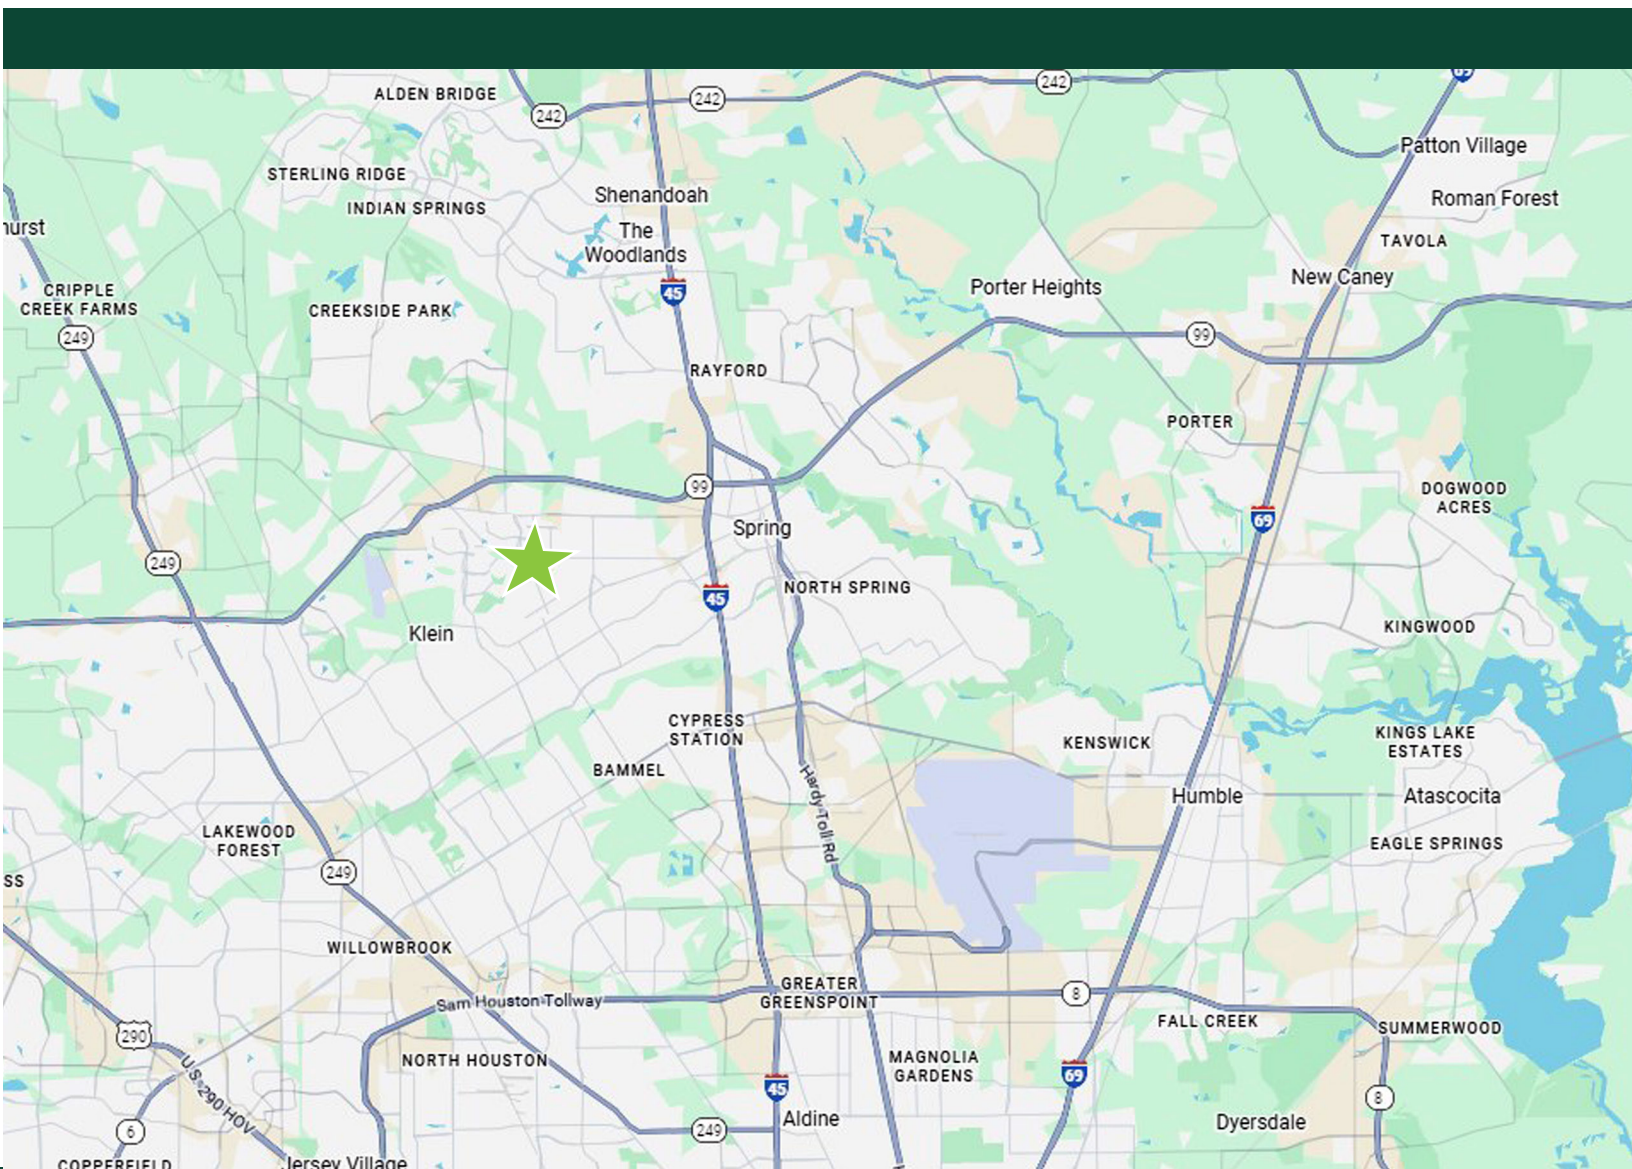 69
242
242
242
ALDEN BRIDGE
Patton Village
STERLING RIDGE
Shenandoah
Roman Forest
INDIAN SPRINGS
hurst
The
Woodlands
TAVOLA
New Caney
CRIPPLE
CREEK FARMS
45
Porter Heights
CREEKSIDE PARK
249
99
RAYFORD
PORTER
99
DOGWOOD
ACRES
Spring
69
249
45
NORTH SPRING
Klein
KINGWOOD
CYPRESS
STATION
KENSWICK
KINGS LAKE
ESTATES
BAMMEL
Hardy Toll Rd
Humble
Atascocita
LAKEWOOD
FOREST
EAGLE SPRINGS
249
SS
WILLOWBROOK
GREATER
GREENSPOINT
8
Sam Houston Tollway
FALL CREEK
SUMMERWOOD
290
NORTH HOUSTON
MAGNOLIA
GARDENS
69
U.S. 290 HOV
45
8
6
249
Aldine
Dyersdale
COPPERFIELD
Jersey Village